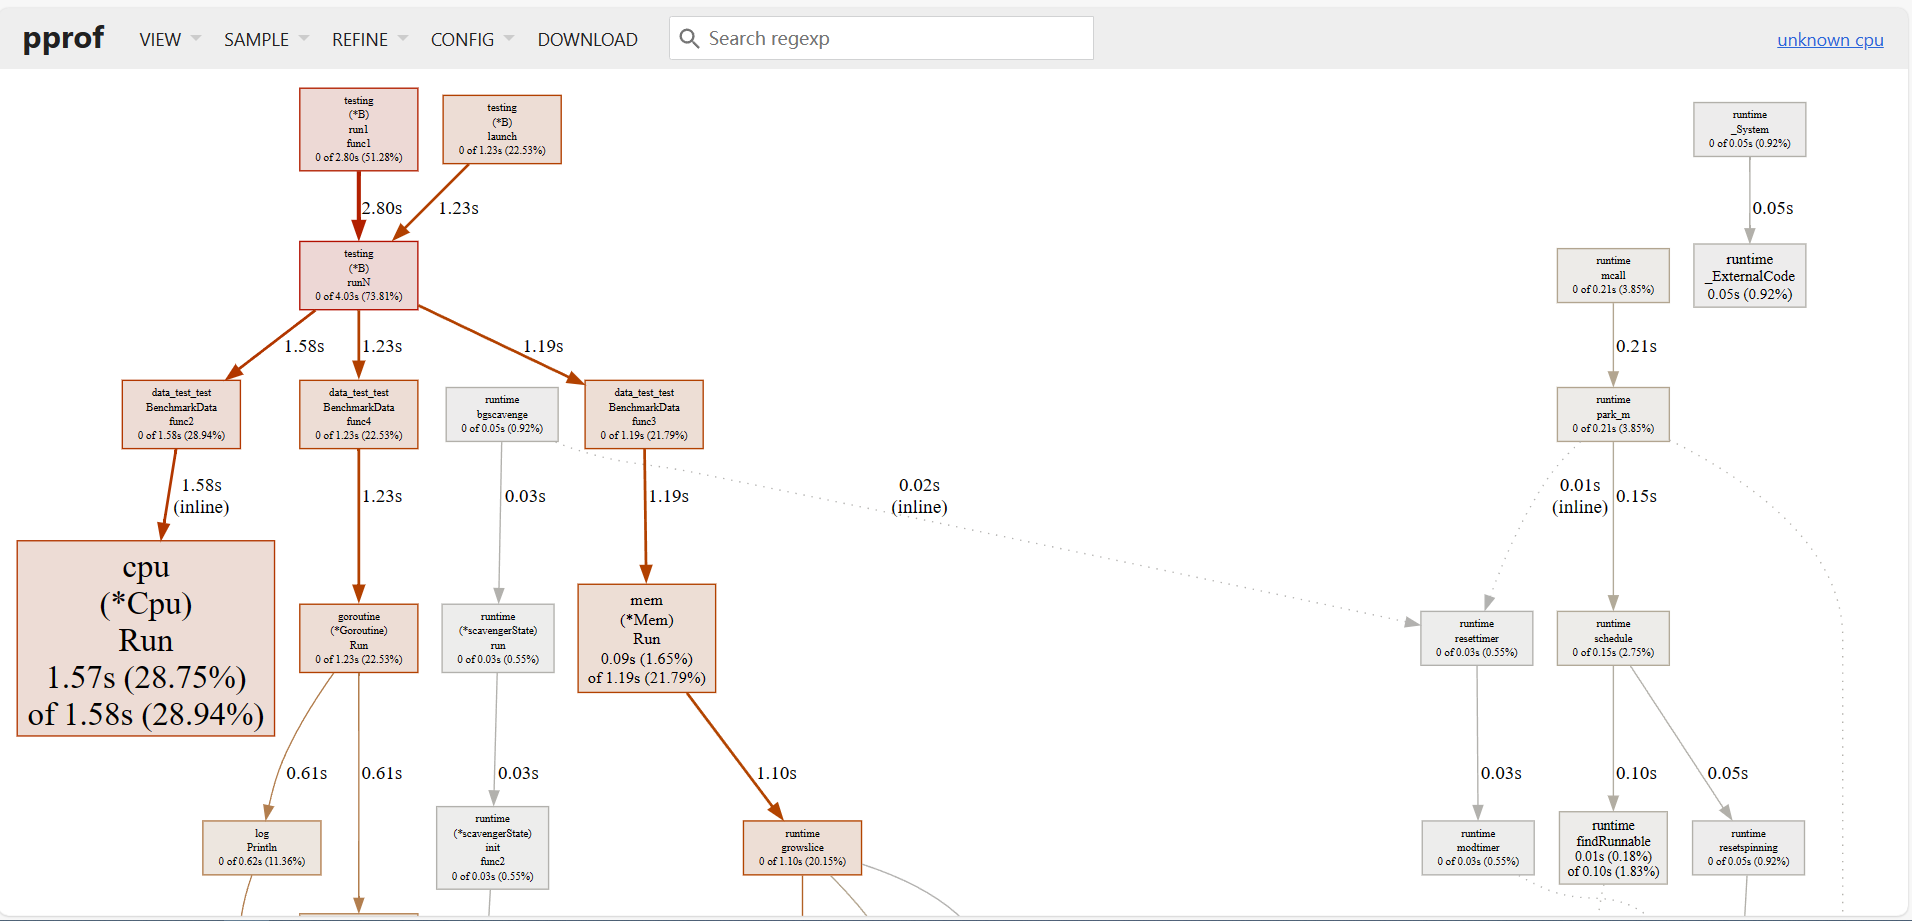 pprof
VIEW
SAMPLE
REFINE
CONFIG
DOWNLOAD
Search regexp
unknown cpu
testing
(*B)
run1
func1
0 of 2.80s (51.28%)
testing
(*B)
launch
0 of 1.23s (22.53%)
runtime
_System
0 of 0.05s (0.92%)
2.80s
1.23s
0.05s
testing
(*B)
runN
0 of 4.03s (73.81%)
runtime
mcall
0 of 0.21s (3.85%)
runtime
_ExternalCode
0.05s (0.92%)
1.58s
1.23s
1.19s
0.21s
data_test_test
BenchmarkData
func2
0 of 1.58s (28.94%)
data_test_test
BenchmarkData
func4
0 of 1.23s (22.53%)
runtime
bgscavenge
0 of 0.05s (0.92%)
data_test_test
BenchmarkData
func3
0 of 1.19s (21.79%)
runtime
park_m
0 of 0.21s (3.85%)
1.58s
(inline)
1.23s
0.03s
1.19s
0.02s
(inline)
0.01s
(inline)
0.15s
cpu
(*Cpu)
Run
1.57s (28.75%)
of 1.58s (28.94%)
goroutine
(*Goroutine)
Run
0 of 1.23s (22.53%)
runtime
(*scavengerState)
run
0 of 0.03s (0.55%)
mem
(*Mem)
Run
0.09s (1.65%)
of 1.19s (21.79%)
runtime
resettimer
0 of 0.03s (0.55%)
runtime
schedule
0 of 0.15s (2.75%)
0.61s
0.61s
0.03s
1.10s
0.03s
0.10s
0.05s
log
Println
0 of 0.62s (11.36%)
runtime
(*scavengerState)
init
func2
0 of 0.03s (0.55%)
runtime
growslice
0 of 1.10s (20.15%)
runtime
modtimer
0 of 0.03s (0.55%)
runtime
findRunnable
0.01s (0.18%)
of 0.10s (1.83%)
runtime
resetspinning
0 of 0.05s (0.92%)